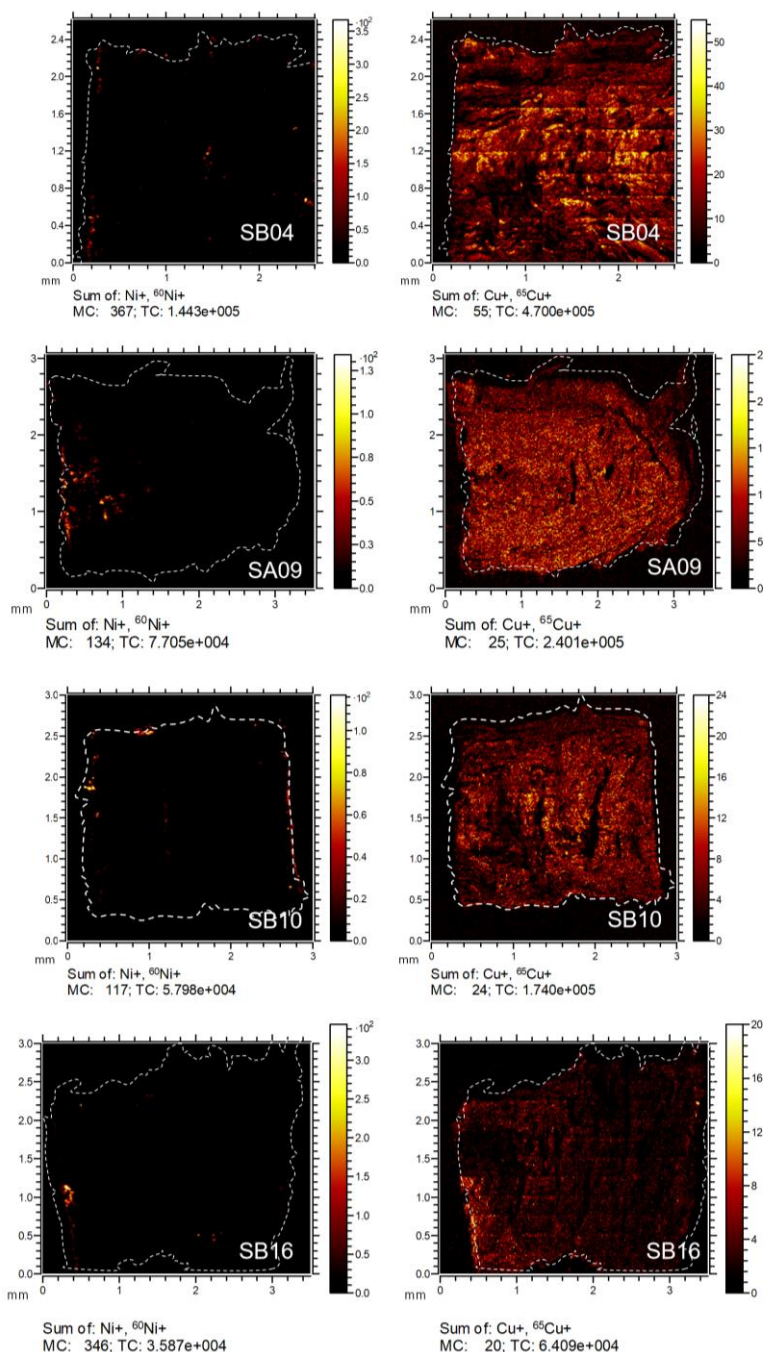 ·10² 3.5 3.0 2.5 2.0 1.5 1.0 0.5 0.0
2.4 2.0 1.6 1.2 0.8 0.4 0.0
SB04
0 1 2
mm
Sum of: Ni+, ⁶⁰Ni+
MC: 367; TC: 1.443e+005
50 40 30 20 10 0
2.4 2.0 1.6 1.2 0.8 0.4 0.0
SB04
0 1 2
mm
Sum of: Cu+, ⁶⁵Cu+
MC: 55; TC: 4.700e+005
·10² 1.3 1.0 0.8 0.5 0.3 0.0
3 2 1 0
SA09
0 1 2 3
mm
Sum of: Ni+, ⁶⁰Ni+
MC: 134; TC: 7.705e+004
2 2 1 1 5 0
3 2 1 0
SA09
0 1 2 3
mm
Sum of: Cu+, ⁶⁵Cu+
MC: 25; TC: 2.401e+005
·10² 1.0 0.8 0.6 0.4 0.2 0.0
3.0 2.5 2.0 1.5 1.0 0.5 0.0
SB10
0 1 2 3
mm
Sum of: Ni+, ⁶⁰Ni+
MC: 117; TC: 5.798e+004
24 20 16 12 8 4 0
3.0 2.5 2.0 1.5 1.0 0.5 0.0
SB10
0 1 2 3
mm
Sum of: Cu+, ⁶⁵Cu+
MC: 24; TC: 1.740e+005
·10² 3.0 2.5 2.0 1.5 1.0 0.5 0.0
3.0 2.5 2.0 1.5 1.0 0.5 0.0
SB16
0 1 2 3
mm
Sum of: Ni+, ⁶⁰Ni+
MC: 346; TC: 3.587e+004
20 16 12 8 4 0
3.0 2.5 2.0 1.5 1.0 0.5 0.0
SB16
0 1 2 3
mm
Sum of: Cu+, ⁶⁵Cu+
MC: 20; TC: 6.409e+004